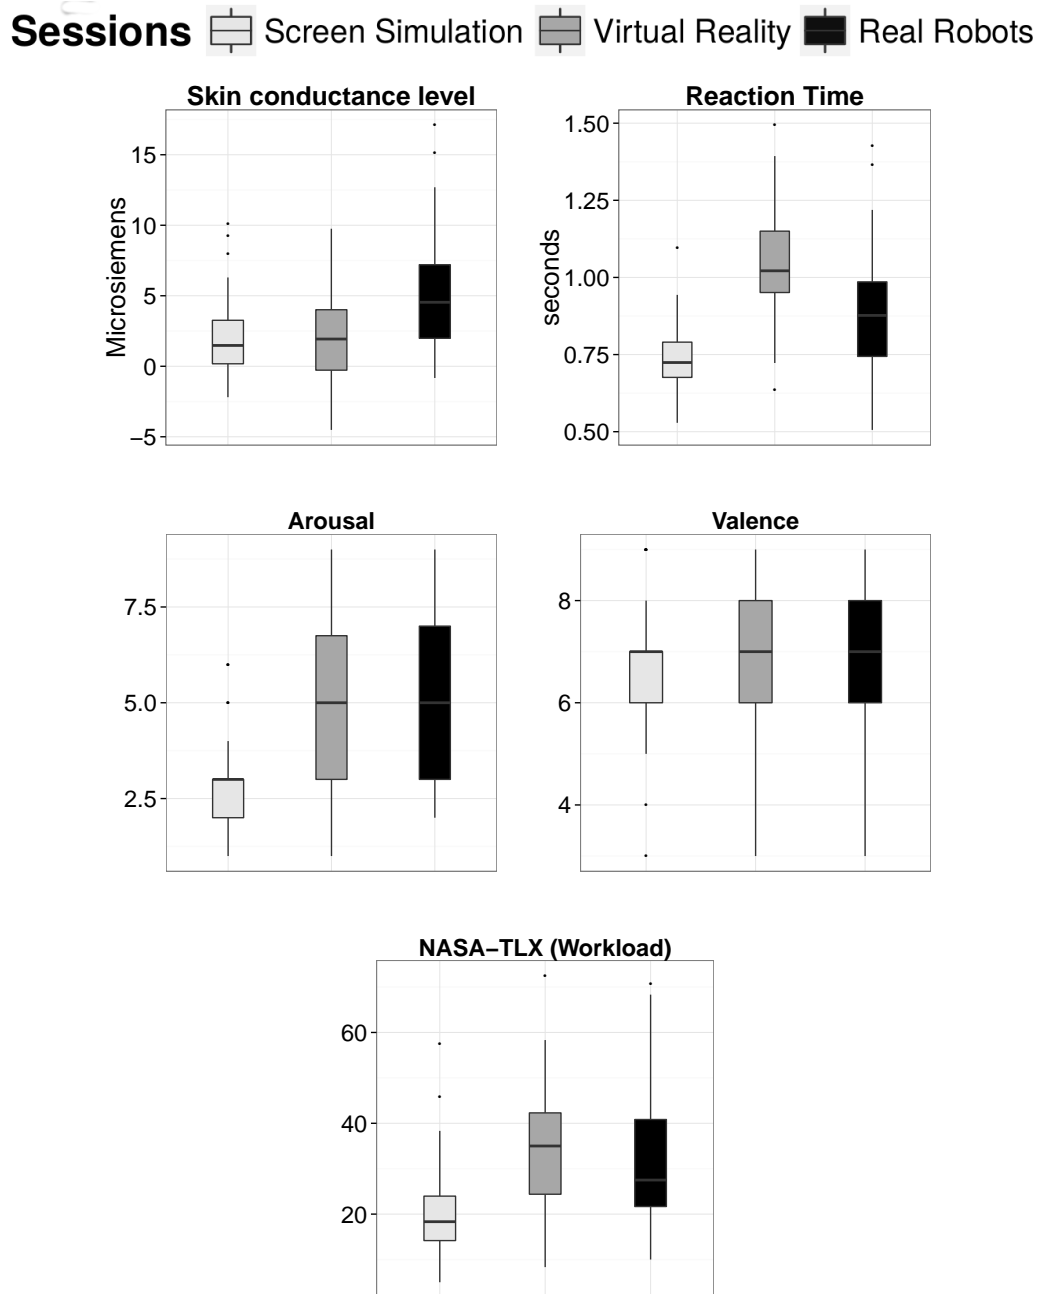 Sessions Screen Simulation Virtual Reality Real Robots
Skin conductance level
Microsiemens
15
10
5
0
−5
Reaction Time
seconds
1.50
1.25
1.00
0.75
0.50
Arousal
7.5
5.0
2.5
Valence
8
6
4
NASA−TLX (Workload)
60
40
20